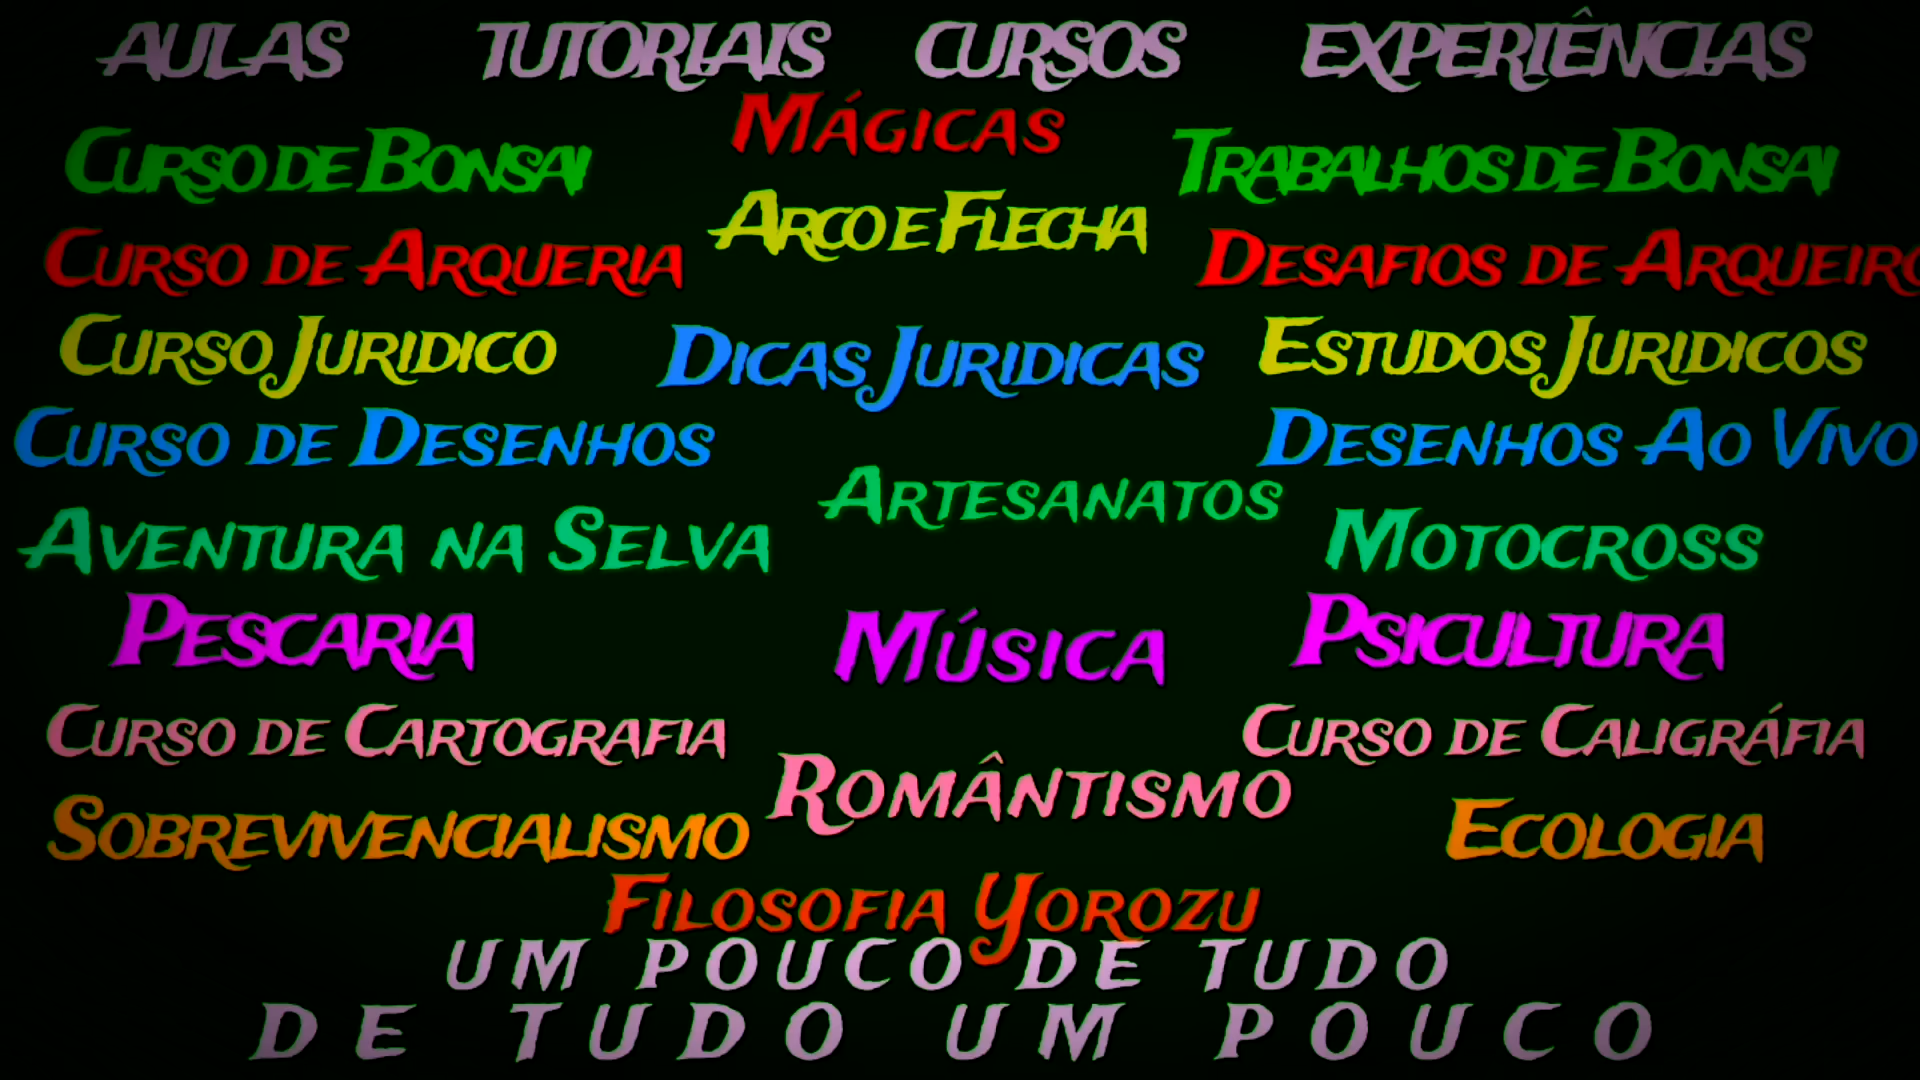 AULAS TUTORIAIS CURSOS EXPERIÊNCIAS
MÁGICAS
CURSO DE BONSAI TRABALHOS DE BONSAI
ARCO E FLECHA
CURSO DE ARQUERIA DESAFIOS DE ARQUEIRO
CURSO JURIDICO DICAS JURIDICAS ESTUDOS JURIDICOS
CURSO DE DESENHOS DESENHOS AO VIVO
ARTESANATOS
AVENTURA NA SELVA MOTOCROSS
PESCARIA MÚSICA PSICULTURA
CURSO DE CARTOGRAFIA CURSO DE CALIGRÁFIA
ROMÂNTISMO
SOBREVIVENCIALISMO ECOLOGIA
FILOSOFIA YOROZU
UM POUCO DE TUDO
DE TUDO UM POUCO